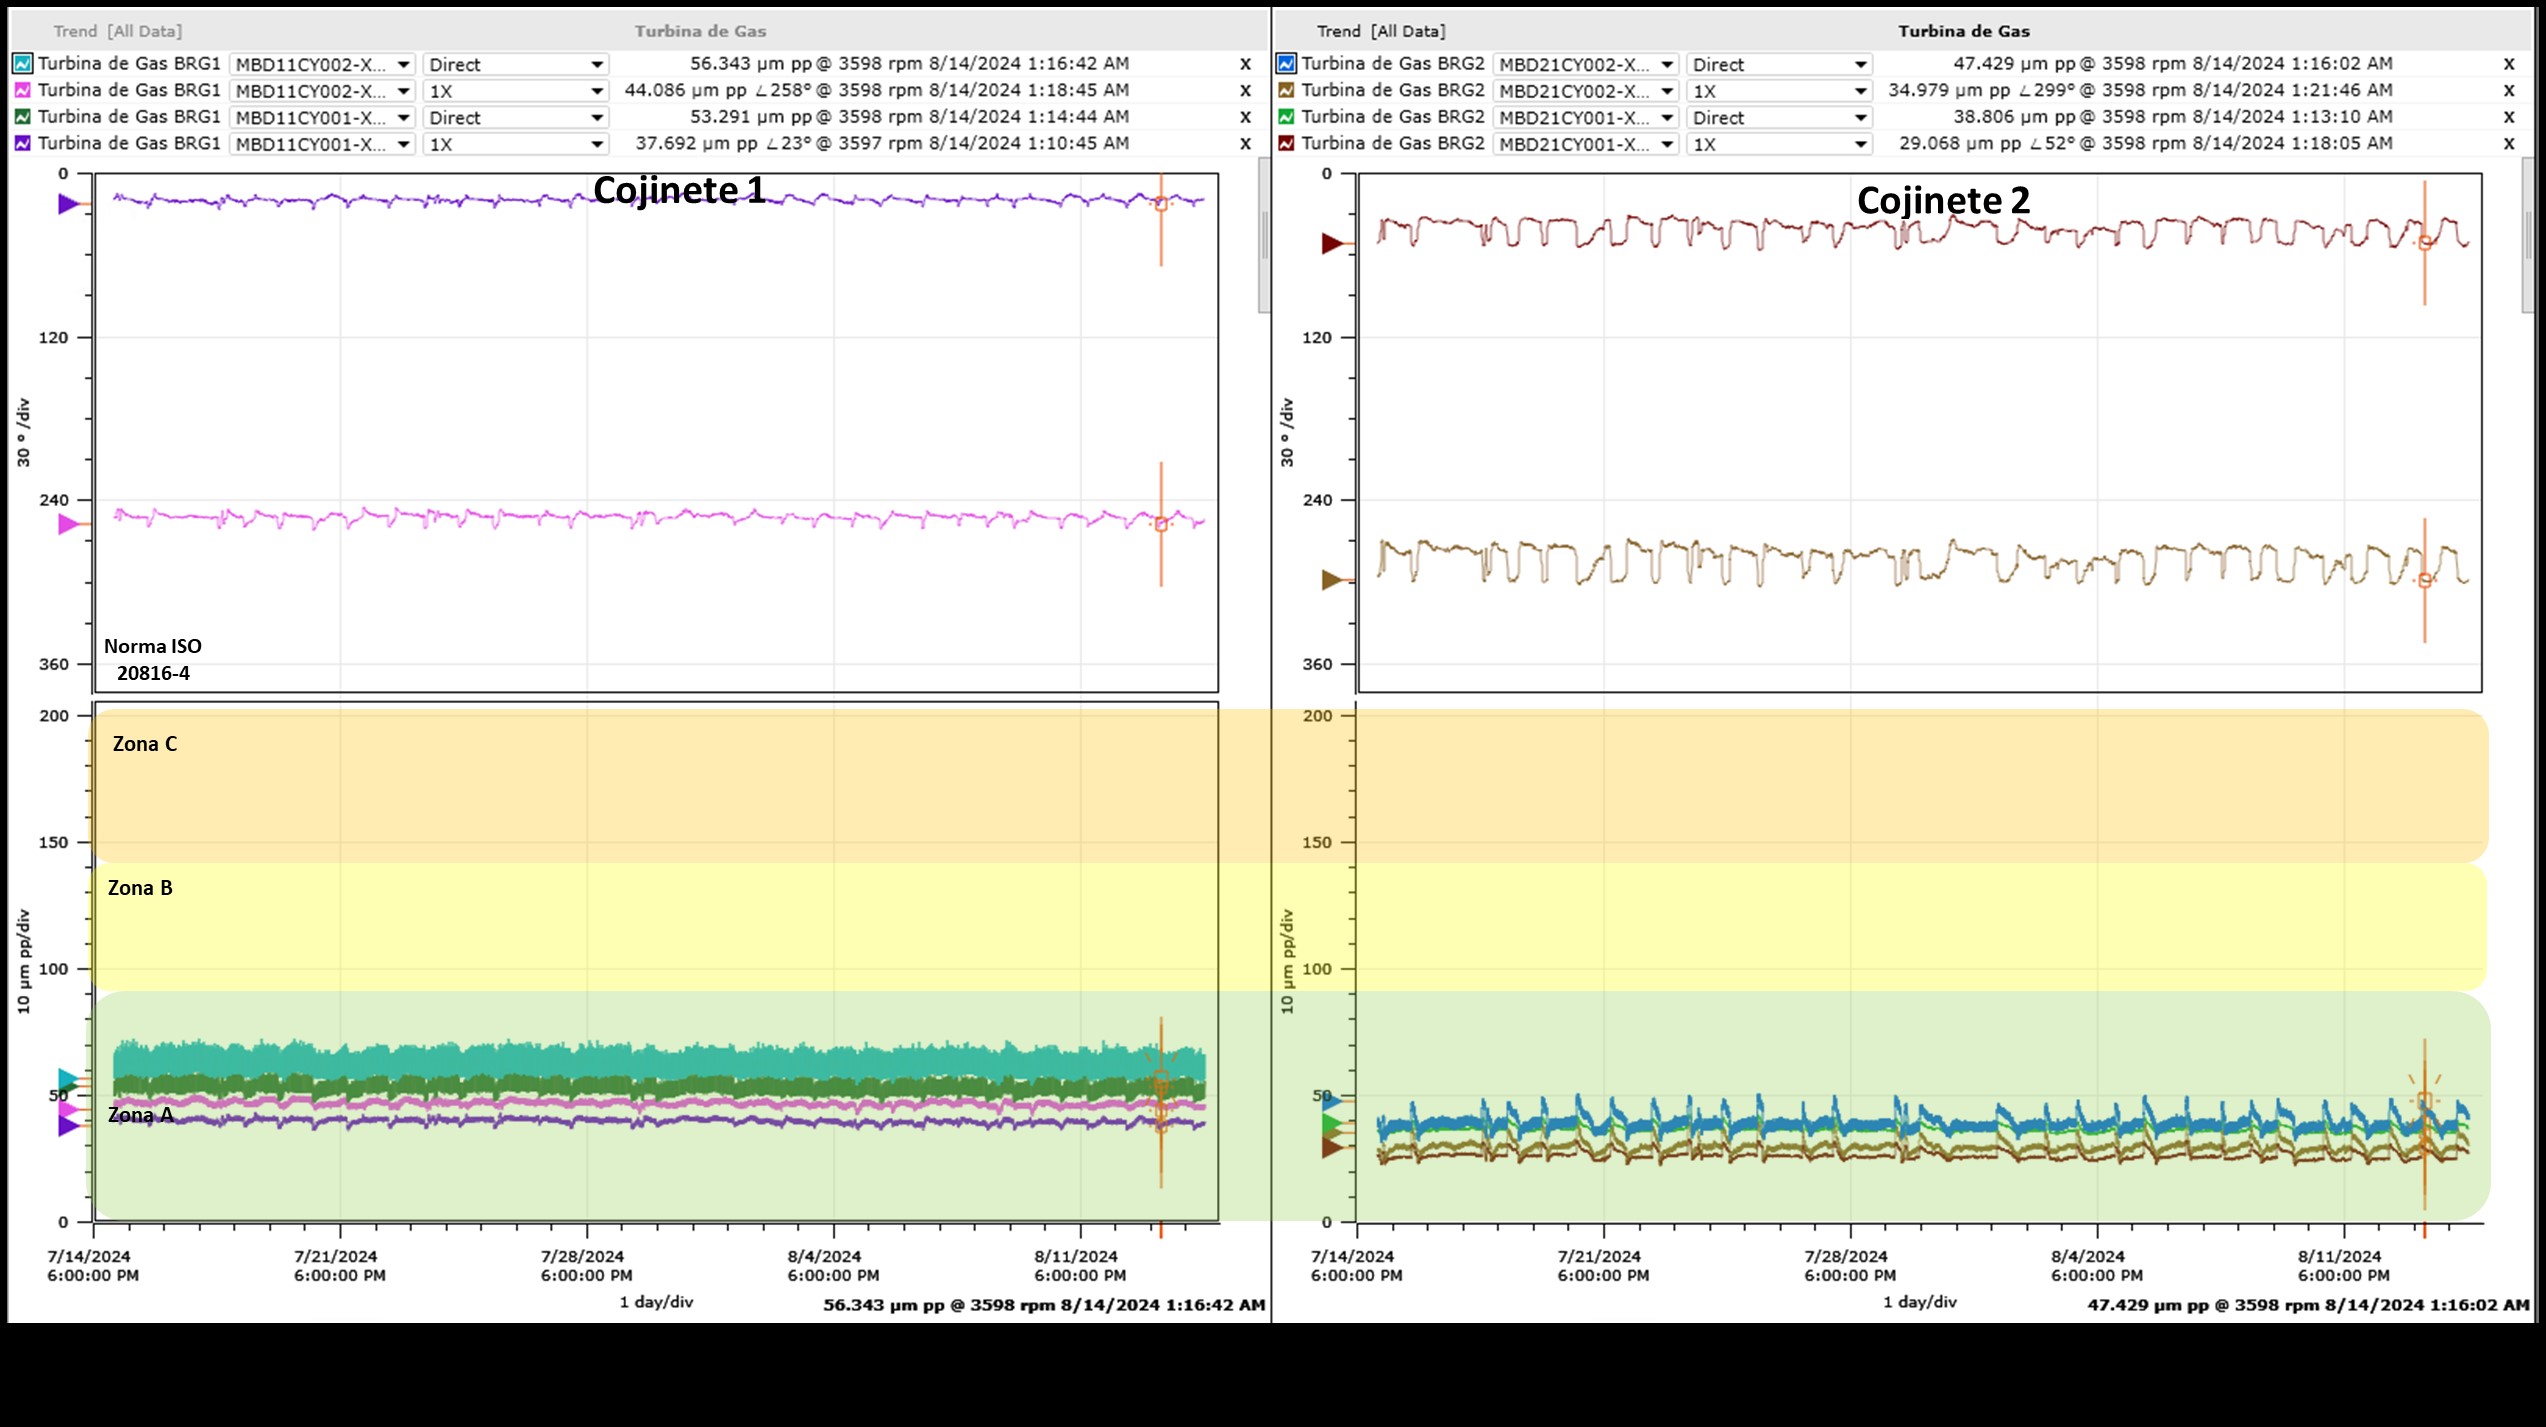 Trend [All Data]
Turbina de Gas
Turbina de Gas BRG1 MBD11CY002-X... Direct 56.343 µm pp @ 3598 rpm 8/14/2024 1:16:42 AM X
Turbina de Gas BRG1 MBD11CY002-X... 1X 44.086 µm pp ∠258° @ 3598 rpm 8/14/2024 1:18:45 AM X
Turbina de Gas BRG1 MBD11CY001-X... Direct 53.291 µm pp @ 3598 rpm 8/14/2024 1:14:44 AM X
Turbina de Gas BRG1 MBD11CY001-X... 1X 37.692 µm pp ∠23° @ 3597 rpm 8/14/2024 1:10:45 AM X
Cojinete 1
0
120
240
360
30 ° /div
Norma ISO
20816-4
200
150
100
50
0
10 µm pp/div
Zona C
Zona B
Zona A
7/14/2024 7/21/2024 7/28/2024 8/4/2024 8/11/2024
6:00:00 PM 6:00:00 PM 6:00:00 PM 6:00:00 PM 6:00:00 PM
1 day/div
56.343 µm pp @ 3598 rpm 8/14/2024 1:16:42 AM
Trend [All Data]
Turbina de Gas
Turbina de Gas BRG2 MBD21CY002-X... Direct 47.429 µm pp @ 3598 rpm 8/14/2024 1:16:02 AM X
Turbina de Gas BRG2 MBD21CY002-X... 1X 34.979 µm pp ∠299° @ 3598 rpm 8/14/2024 1:21:46 AM X
Turbina de Gas BRG2 MBD21CY001-X... Direct 38.806 µm pp @ 3598 rpm 8/14/2024 1:13:10 AM X
Turbina de Gas BRG2 MBD21CY001-X... 1X 29.068 µm pp ∠52° @ 3598 rpm 8/14/2024 1:18:05 AM X
Cojinete 2
0
120
240
360
30 ° /div
200
150
100
50
0
10 µm pp/div
7/14/2024 7/21/2024 7/28/2024 8/4/2024 8/11/2024
6:00:00 PM 6:00:00 PM 6:00:00 PM 6:00:00 PM 6:00:00 PM
1 day/div
47.429 µm pp @ 3598 rpm 8/14/2024 1:16:02 AM